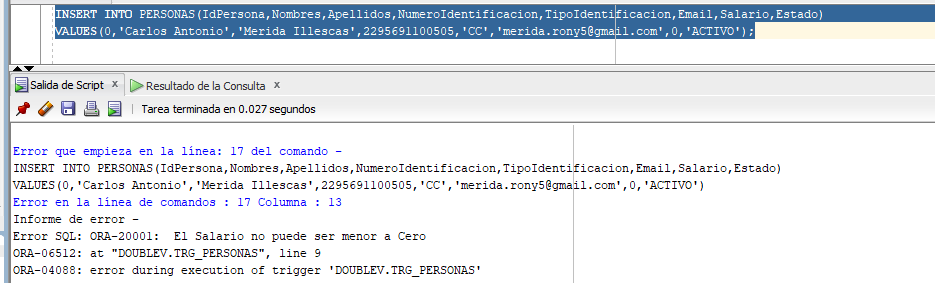 INSERT INTO PERSONAS(IdPersona,Nombres,Apellidos,NumeroIdentificacion,TipoIdentificacion,Email,Salario,Estado)
VALUES(0,'Carlos Antonio','Merida Illescas',2295691100505,'CC','merida.rony5@gmail.com',0,'ACTIVO');
Salida de Script x Resultado de la Consulta x
Tarea terminada en 0.027 segundos
Error que empieza en la línea: 17 del comando -
INSERT INTO PERSONAS(IdPersona,Nombres,Apellidos,NumeroIdentificacion,TipoIdentificacion,Email,Salario,Estado)
VALUES(0,'Carlos Antonio','Merida Illescas',2295691100505,'CC','merida.rony5@gmail.com',0,'ACTIVO')
Error en la línea de comandos : 17 Columna : 13
Informe de error -
Error SQL: ORA-20001:  El Salario no puede ser menor a Cero
ORA-06512: at "DOUBLEV.TRG_PERSONAS", line 9
ORA-04088: error during execution of trigger 'DOUBLEV.TRG_PERSONAS'